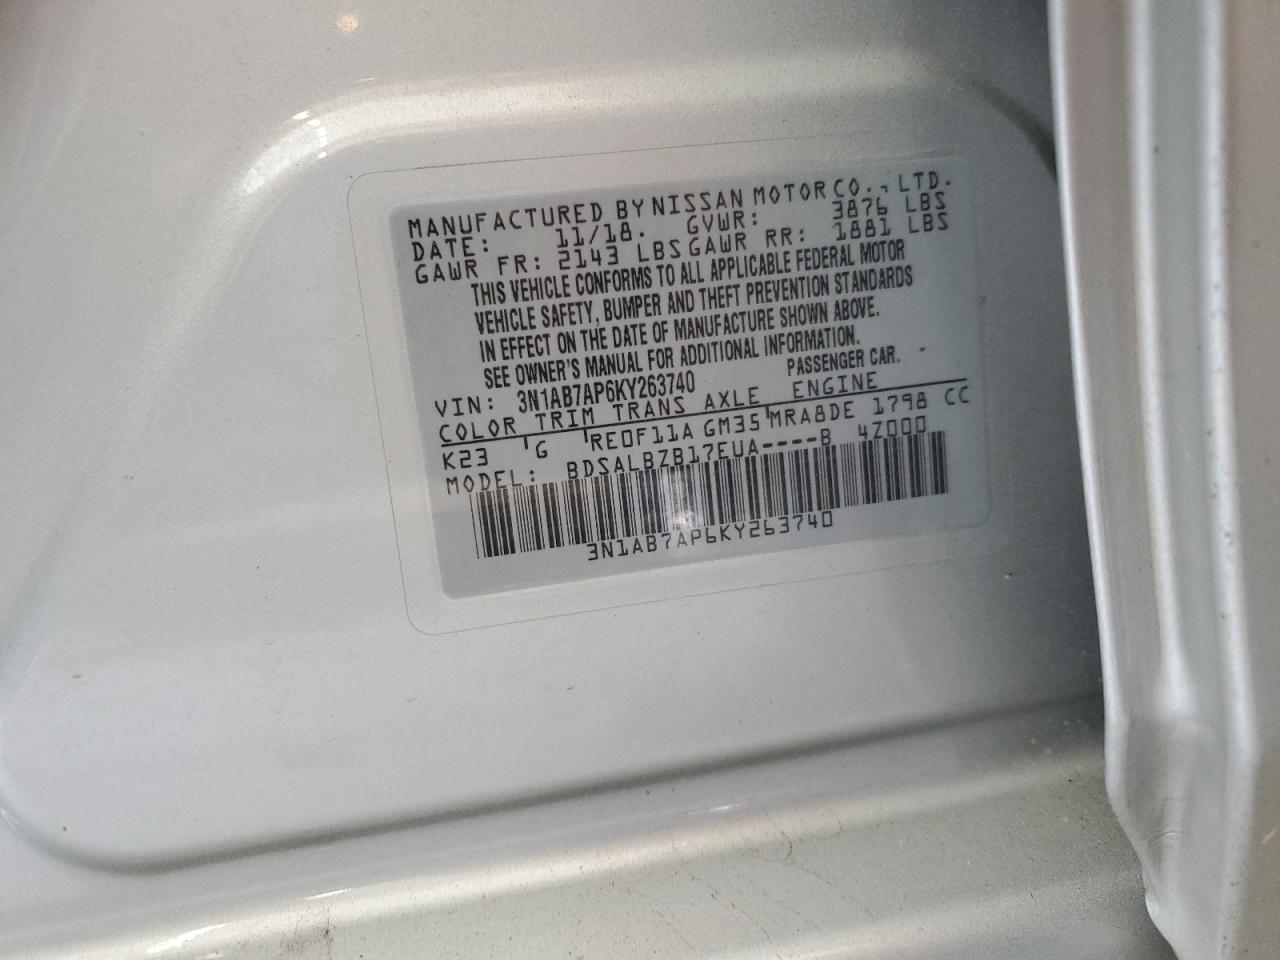 MANUFACTURED BY NISSAN MOTOR CO., LTD.
DATE: 11/18. GVWR: 3876 LBS
GAWR FR: 2143 LBS GAWR RR: 1881 LBS
THIS VEHICLE CONFORMS TO ALL APPLICABLE FEDERAL MOTOR
VEHICLE SAFETY, BUMPER AND THEFT PREVENTION STANDARDS
IN EFFECT ON THE DATE OF MANUFACTURE SHOWN ABOVE.
SEE OWNER'S MANUAL FOR ADDITIONAL INFORMATION.
VIN: 3N1AB7AP6KY263740 PASSENGER CAR.
COLOR TRIM TRANS AXLE ENGINE
K23 G RE0F11A GM35 MRA8DE 1798 CC
MODEL: BDSALBZB17EUA----B 4Z000
3N1AB7AP6KY263740